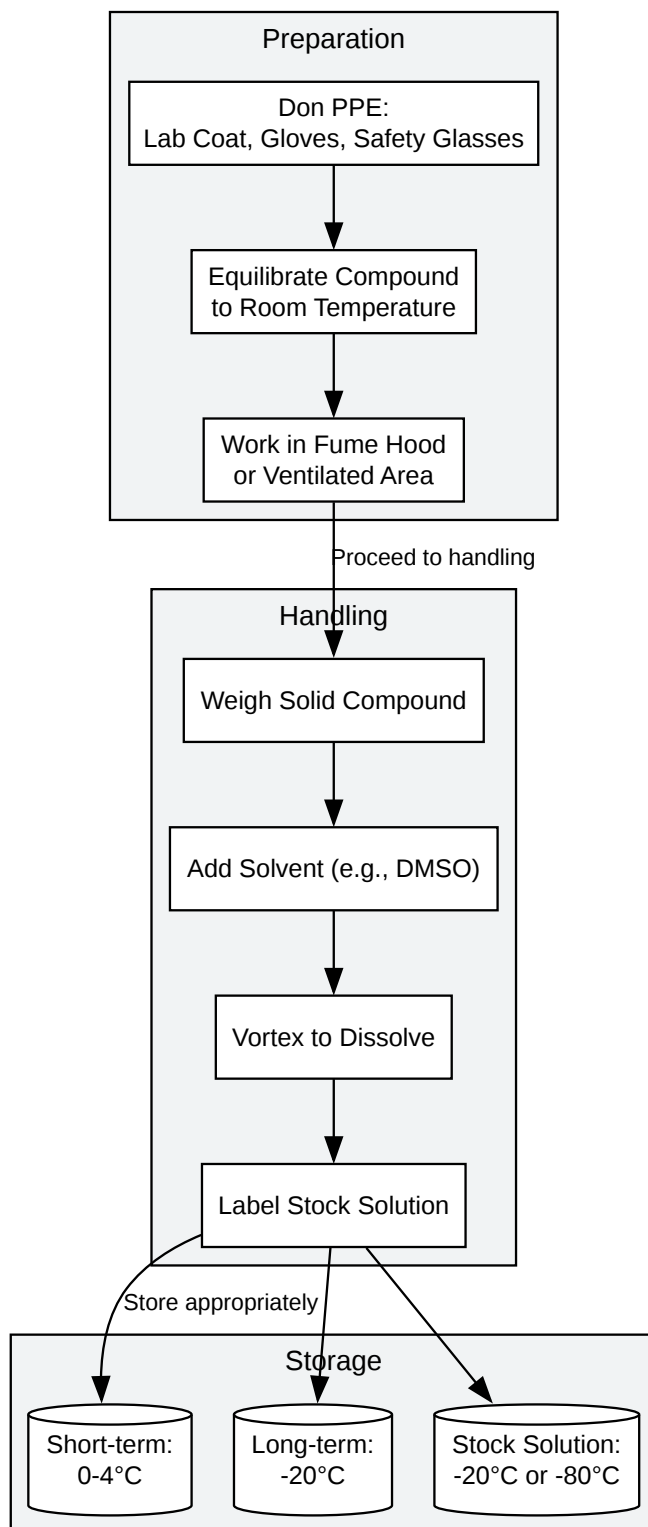 Preparation
Don PPE:
Lab Coat, Gloves, Safety Glasses
Equilibrate Compound
to Room Temperature
Work in Fume Hood
or Ventilated Area
Proceed to handling
Handling
Weigh Solid Compound
Add Solvent (e.g., DMSO)
Vortex to Dissolve
Label Stock Solution
Store appropriately
Storage
Short-term:
0-4°C
Long-term:
-20°C
Stock Solution:
-20°C or -80°C